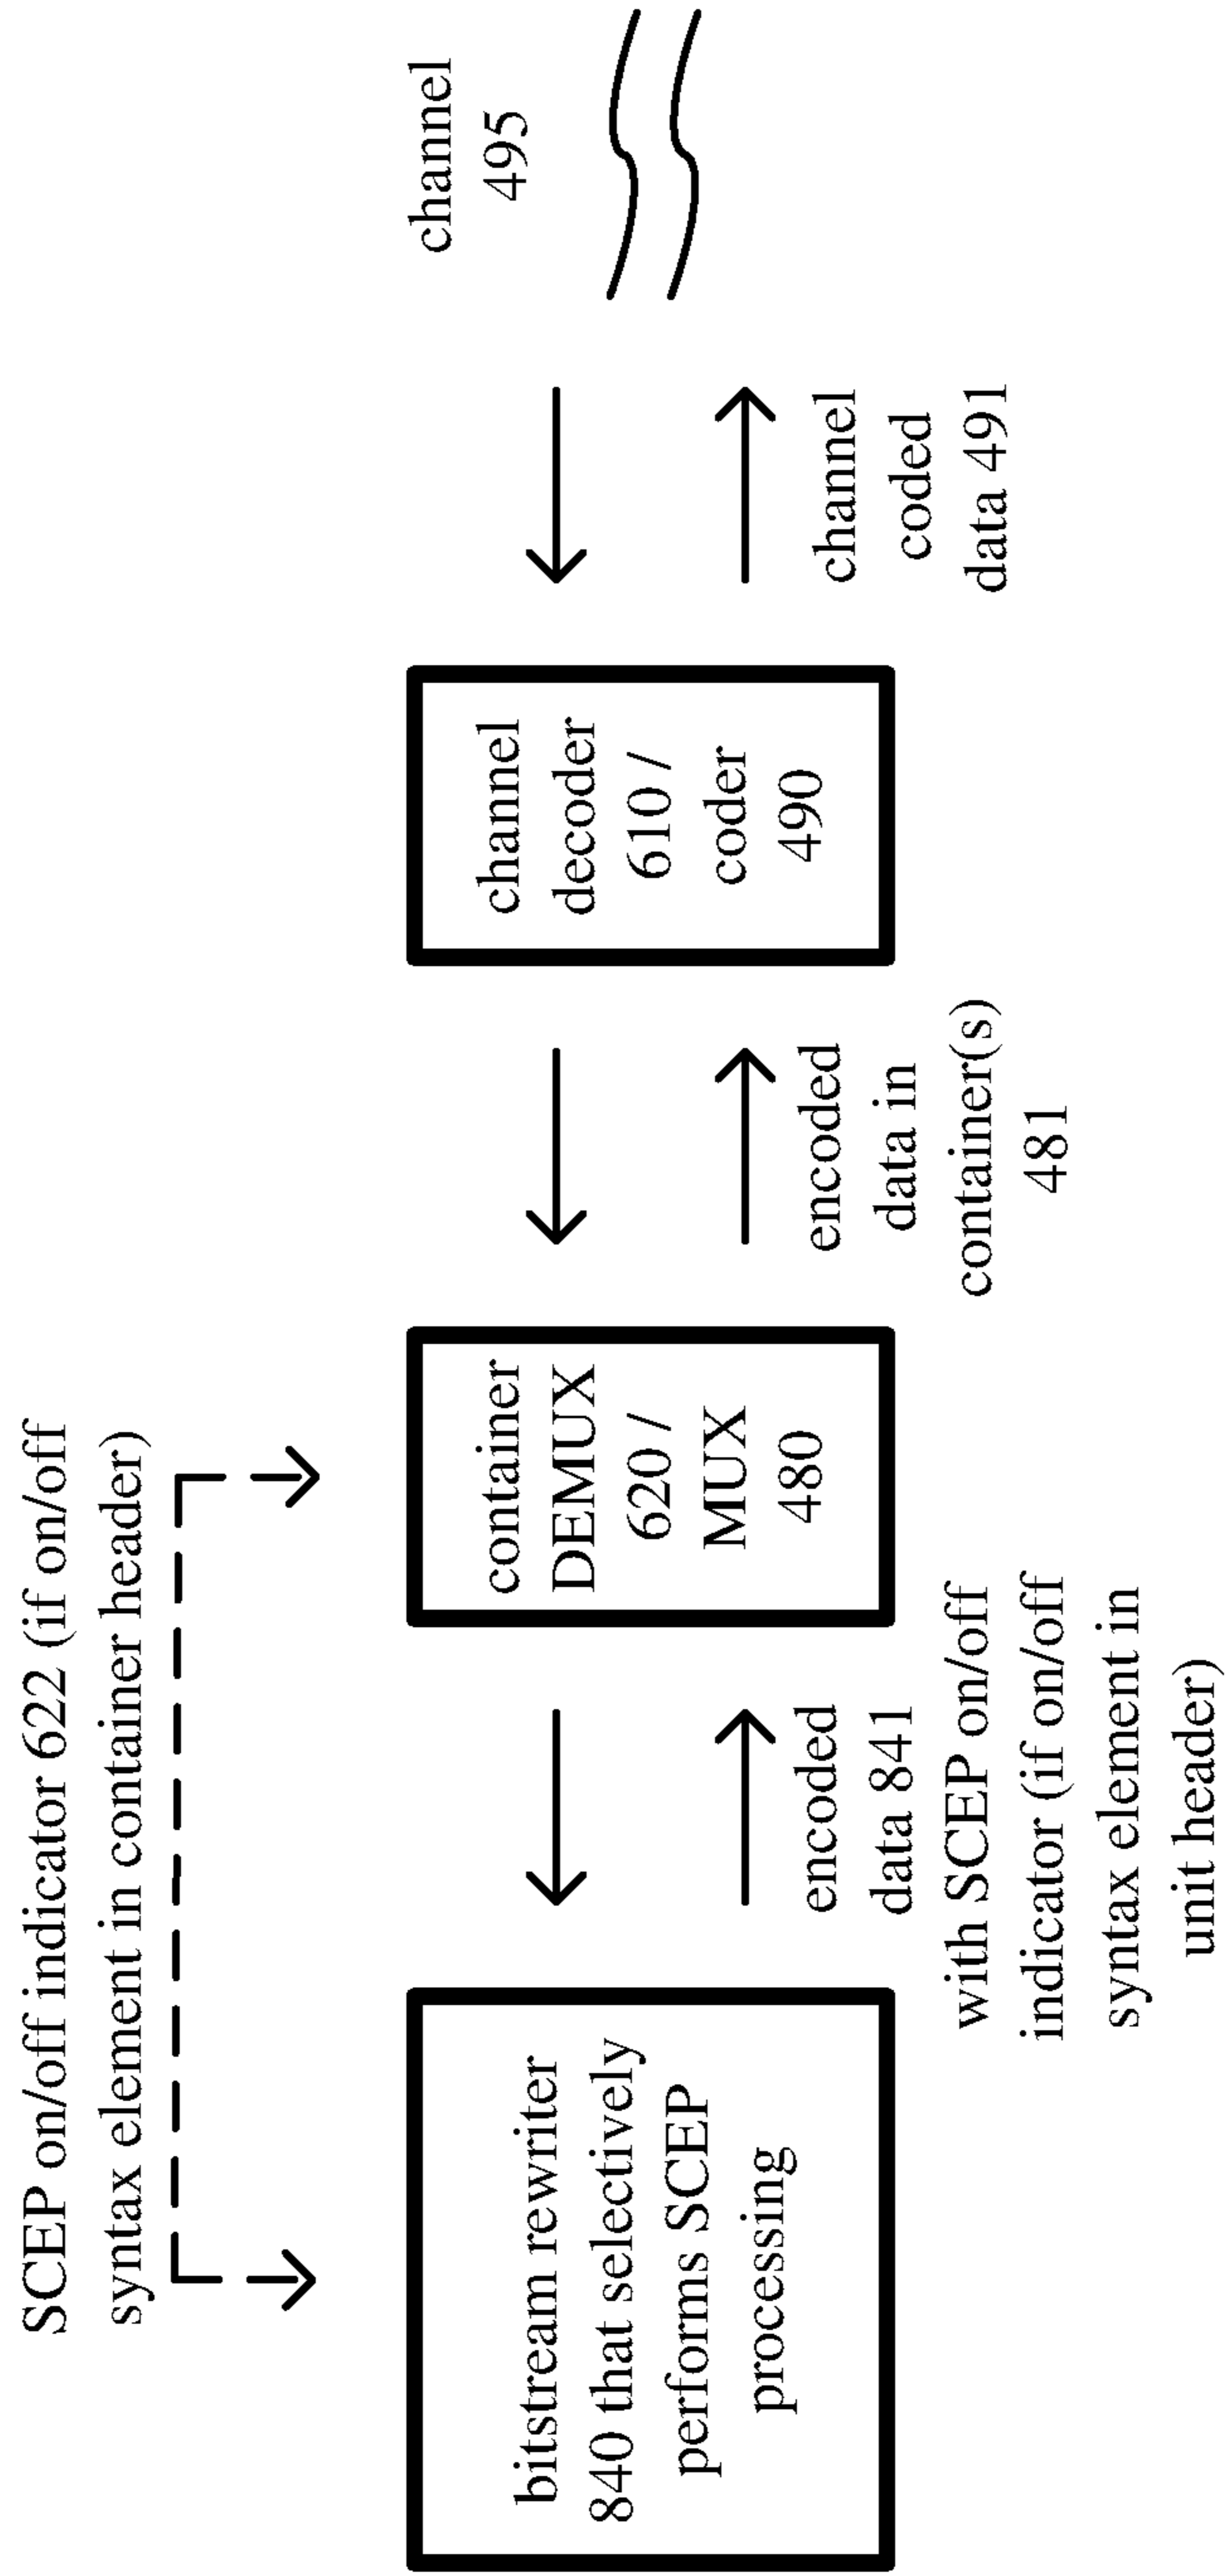 SCEP on/off indicator 622 (if on/off
syntax element in container header)
bitstream rewriter
840 that selectively
performs SCEP
processing
encoded
data 841
with SCEP on/off
indicator (if on/off
syntax element in
unit header)
container
DEMUX
620 /
MUX
480
encoded
data in
container(s)
481
channel
decoder
610 /
coder
490
channel
coded
data 491
channel
495